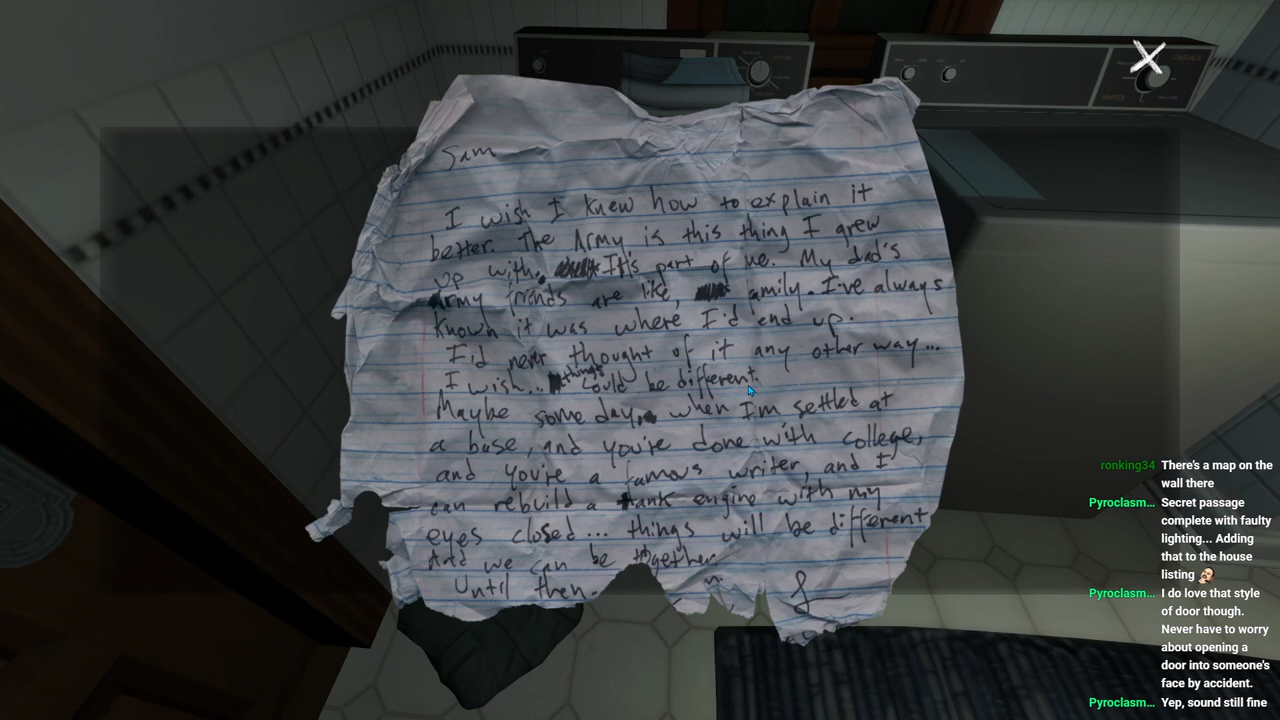 Sam
I wish I knew how to explain it
better. The Army is this thing I grew
up with. It's part of me. My dad's
Army friends are like, family. I've always
known it was where I'd end up.
I'd never thought of it any other way...
I wish... things could be different.
Maybe some day, when I'm settled at
a base, and you're done with college,
and you're a famous writer, and I
can rebuild a tank engine with my
eyes closed... things will be different
And we can be together.
Until then.
ronking34 There's a map on the
wall there
Pyroclasm... Secret passage
complete with faulty
lighting... Adding
that to the house
listing
Pyroclasm... I do love that style
of door though.
Never have to worry
about opening a
door into someone's
face by accident.
Pyroclasm... Yep, sound still fine